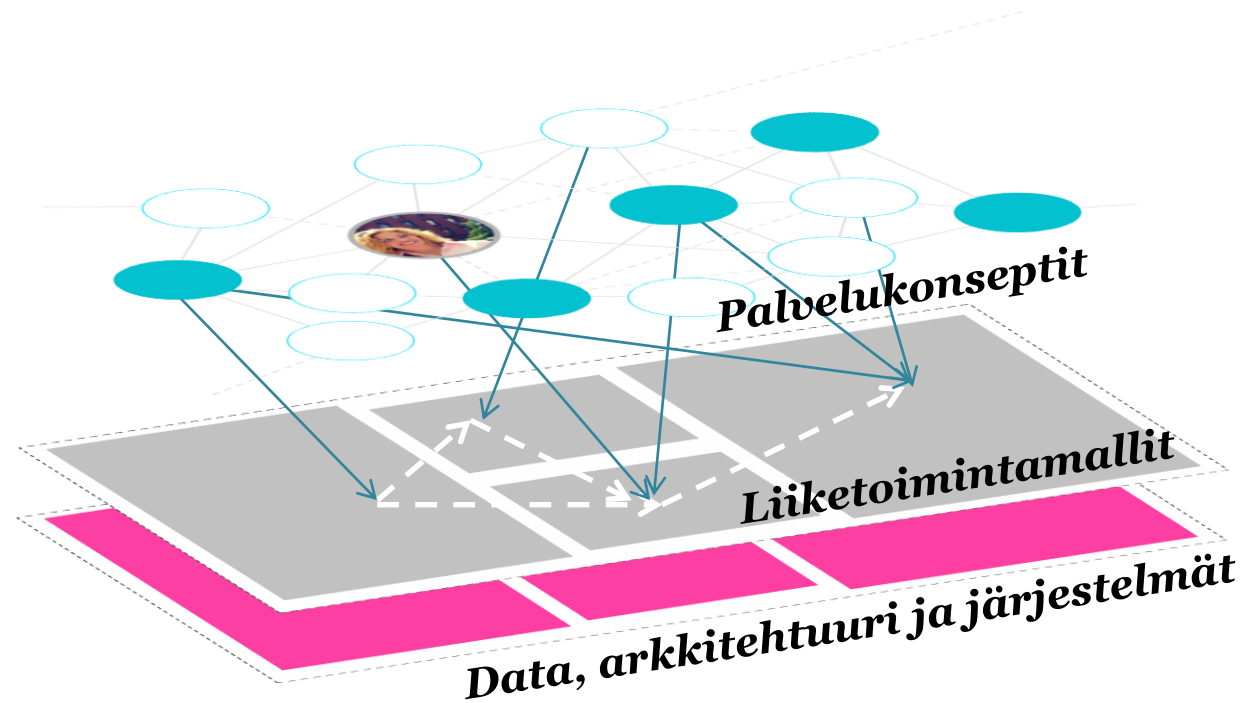 Palvelukonseptit
Liiketoimintamallit
Data, arkkitehtuuri ja järjestelmät